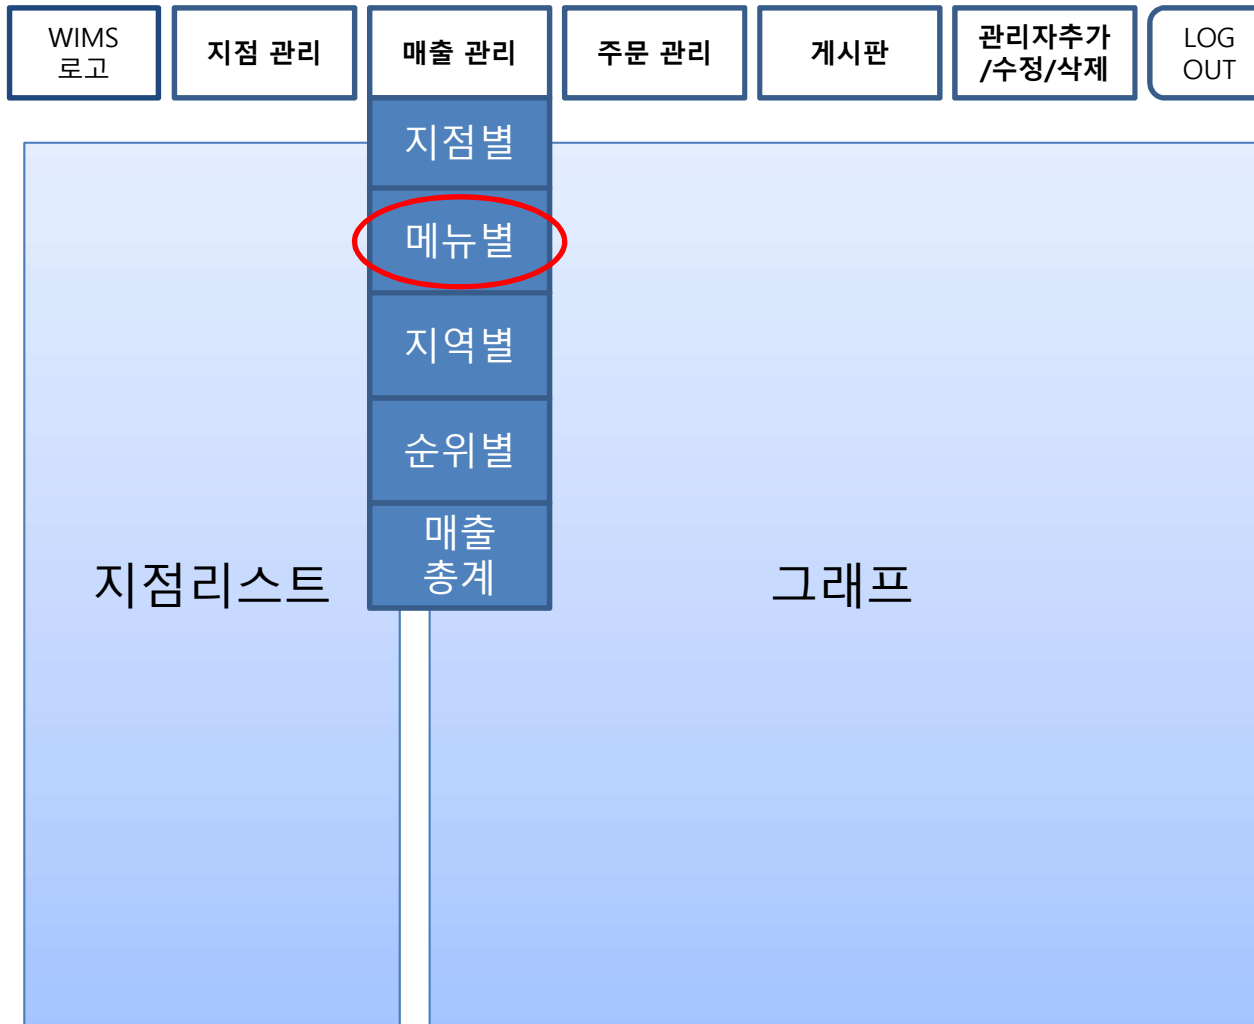 WIMS
로고
지점 관리
매출 관리
주문 관리
게시판
관리자추가
/수정/삭제
LOG
OUT
지점별
메뉴별
지역별
순위별
매출
총계
지점리스트
그래프